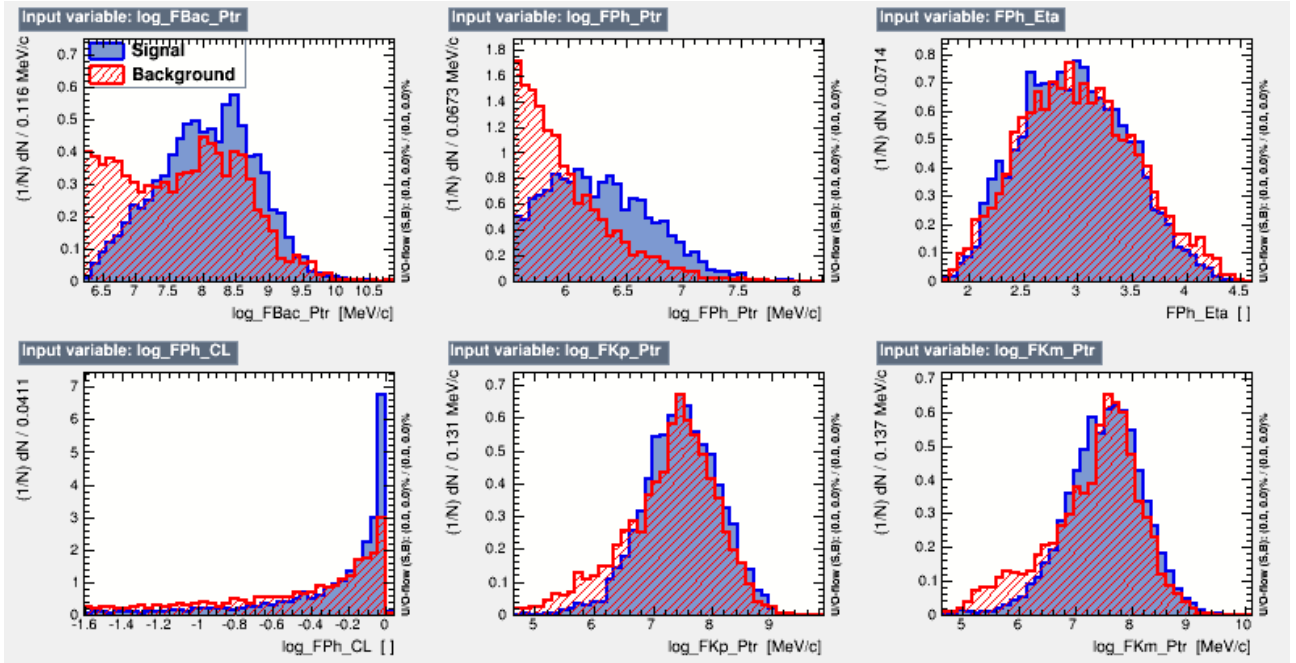 Input variable: log_FBac_Ptr
(1/N) dN / 0.116 MeV/c
0.7
0.6
0.5
0.4
0.3
0.2
0.1
0
Signal
Background
6.5 7 7.5 8 8.5 9 9.5 10 10.5
log_FBac_Ptr [MeV/c]
U/O-flow (S,B): (0.0, 0.0)% / (0.0, 0.0)%
Input variable: log_FPh_Ptr
(1/N) dN / 0.0673 MeV/c
1.8
1.6
1.4
1.2
1
0.8
0.6
0.4
0.2
0
6 6.5 7 7.5 8
log_FPh_Ptr [MeV/c]
U/O-flow (S,B): (0.0, 0.0)% / (0.0, 0.0)%
Input variable: FPh_Eta
(1/N) dN / 0.0714
0.8
0.7
0.6
0.5
0.4
0.3
0.2
0.1
0
2 2.5 3 3.5 4 4.5
FPh_Eta [ ]
U/O-flow (S,B): (0.0, 0.0)% / (0.0, 0.0)%
Input variable: log_FPh_CL
(1/N) dN / 0.0411
7
6
5
4
3
2
1
0
-1.6 -1.4 -1.2 -1 -0.8 -0.6 -0.4 -0.2 0
log_FPh_CL [ ]
U/O-flow (S,B): (0.0, 0.0)% / (0.0, 0.0)%
Input variable: log_FKp_Ptr
(1/N) dN / 0.131 MeV/c
0.7
0.6
0.5
0.4
0.3
0.2
0.1
0
5 6 7 8 9
log_FKp_Ptr [MeV/c]
U/O-flow (S,B): (0.0, 0.0)% / (0.0, 0.0)%
Input variable: log_FKm_Ptr
(1/N) dN / 0.137 MeV/c
0.7
0.6
0.5
0.4
0.3
0.2
0.1
0
5 6 7 8 9 10
log_FKm_Ptr [MeV/c]
U/O-flow (S,B): (0.0, 0.0)% / (0.0, 0.0)%